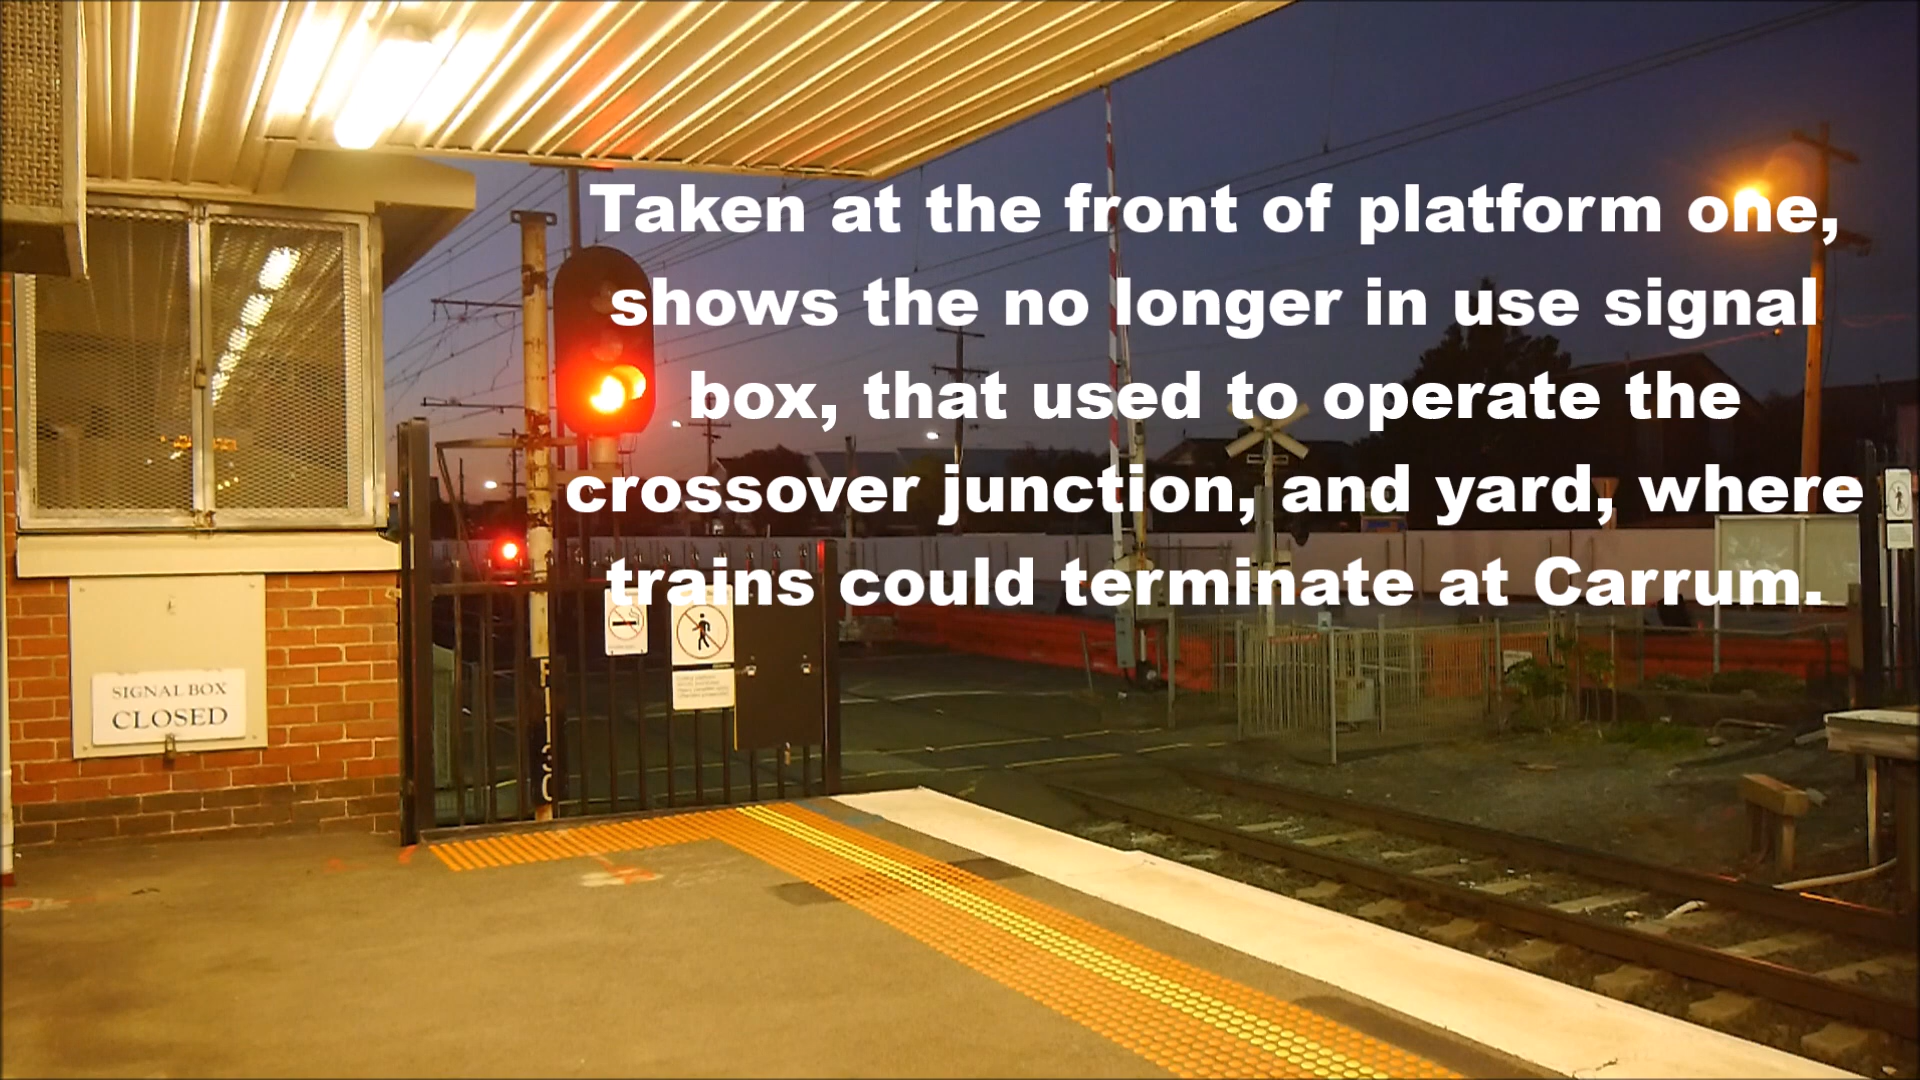 Taken at the front of platform one,
shows the no longer in use signal
box, that used to operate the
crossover junction, and yard, where
trains could terminate at Carrum.
SIGNAL BOX
CLOSED